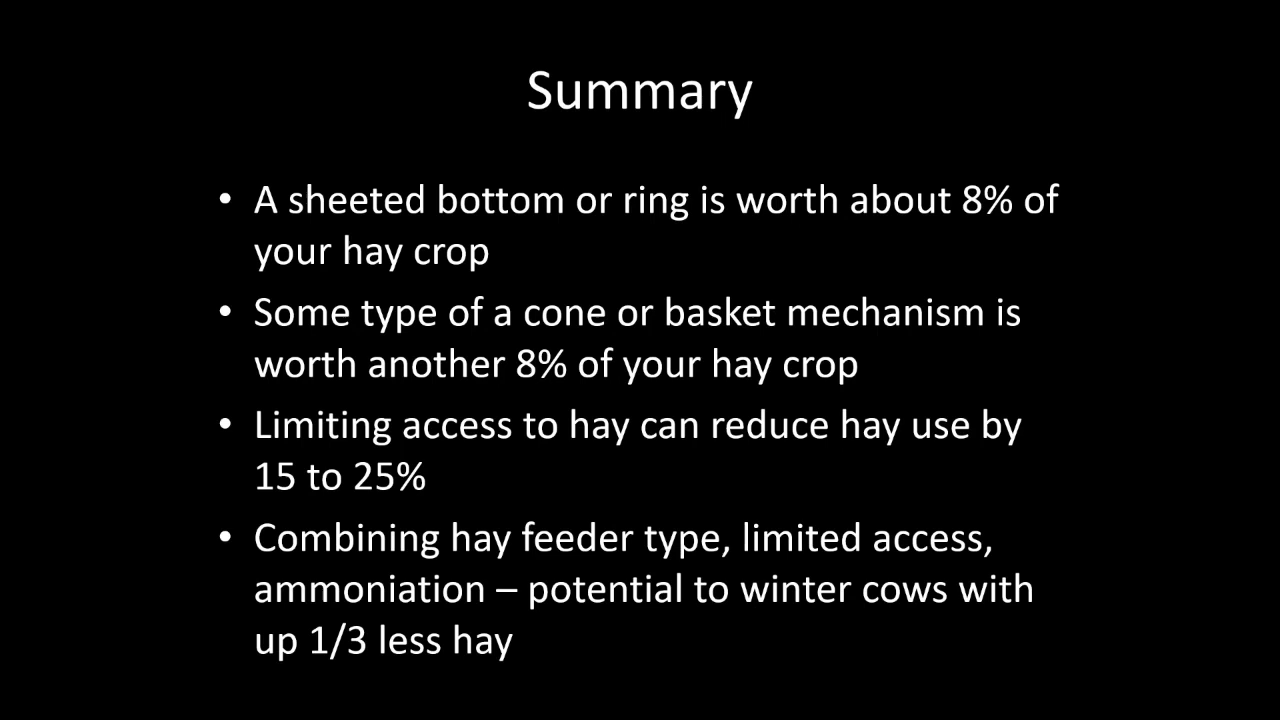 Summary
• A sheeted bottom or ring is worth about 8% of
your hay crop
• Some type of a cone or basket mechanism is
worth another 8% of your hay crop
• Limiting access to hay can reduce hay use by
15 to 25%
• Combining hay feeder type, limited access,
ammoniation – potential to winter cows with
up 1/3 less hay